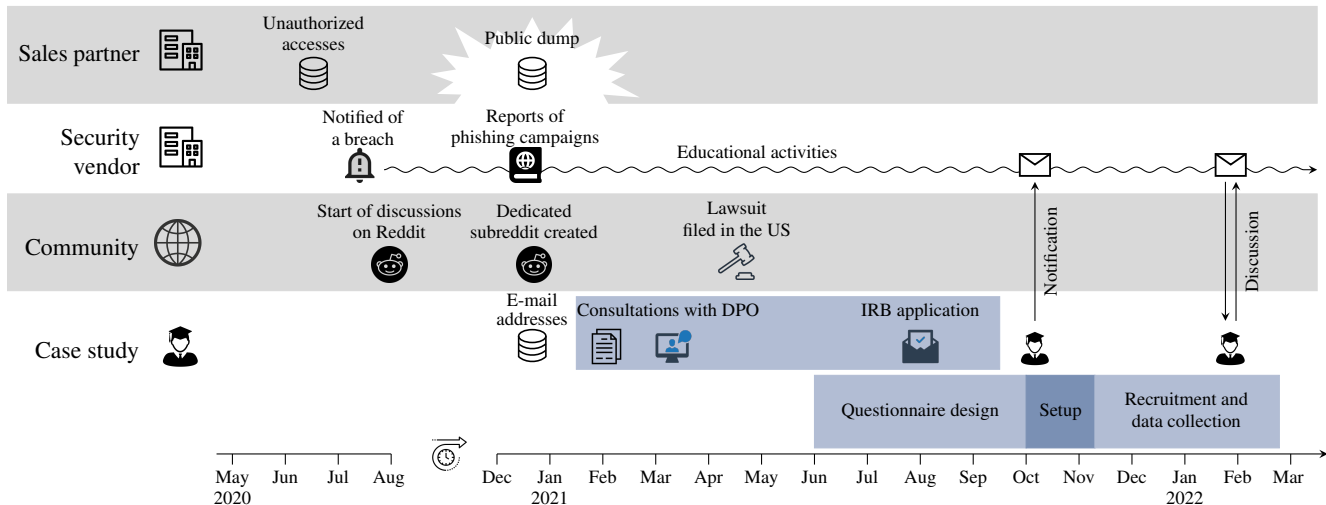 Sales partner
Unauthorized
accesses
Public dump
Security
vendor
Notified of
a breach
Reports of
phishing campaigns
Educational activities
Community
Start of discussions
on Reddit
Dedicated
subreddit created
Lawsuit
filed in the US
Notification
Discussion
Case study
E-mail
addresses
Consultations with DPO
IRB application
Questionnaire design
Setup
Recruitment and
data collection
May Jun Jul Aug Dec Jan Feb Mar Apr May Jun Jul Aug Sep Oct Nov Dec Jan Feb Mar
2020 2021 2022